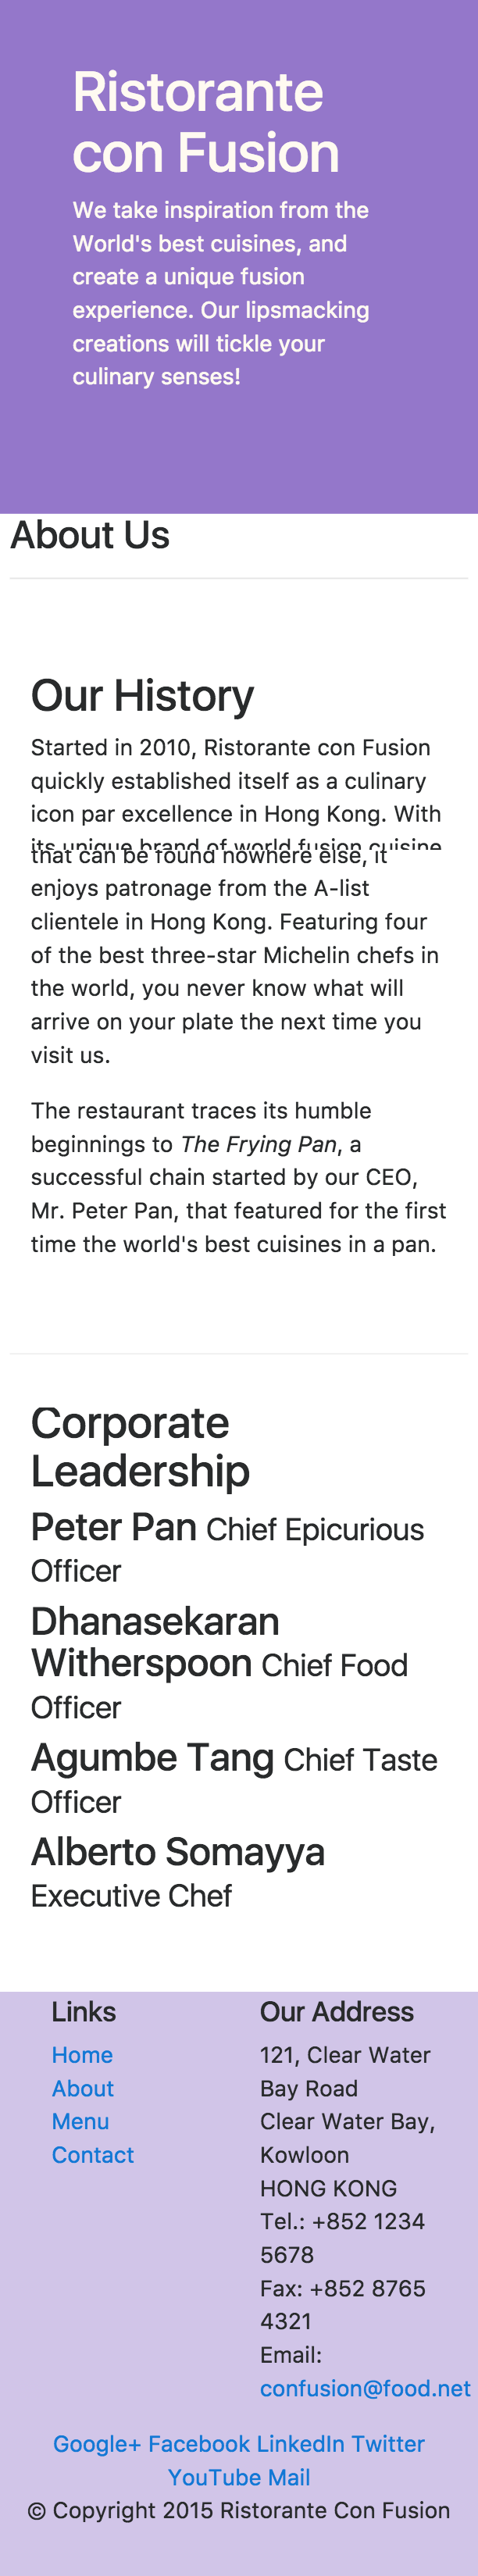 Ristorante
con Fusion
We take inspiration from the
World's best cuisines, and
create a unique fusion
experience. Our lipsmacking
creations will tickle your
culinary senses!
About Us
Our History
Started in 2010, Ristorante con Fusion
quickly established itself as a culinary
icon par excellence in Hong Kong. With
its unique brand of world fusion cuisine
that can be found nowhere else, it
enjoys patronage from the A-list
clientele in Hong Kong. Featuring four
of the best three-star Michelin chefs in
the world, you never know what will
arrive on your plate the next time you
visit us.
The restaurant traces its humble
beginnings to The Frying Pan, a
successful chain started by our CEO,
Mr. Peter Pan, that featured for the first
time the world's best cuisines in a pan.
Corporate
Leadership
Peter Pan Chief Epicurious
Officer
Dhanasekaran
Witherspoon Chief Food
Officer
Agumbe Tang Chief Taste
Officer
Alberto Somayya
Executive Chef
Links
Home
About
Menu
Contact
Our Address
121, Clear Water
Bay Road
Clear Water Bay,
Kowloon
HONG KONG
Tel.: +852 1234
5678
Fax: +852 8765
4321
Email:
confusion@food.net
Google+ Facebook LinkedIn Twitter
YouTube Mail
© Copyright 2015 Ristorante Con Fusion